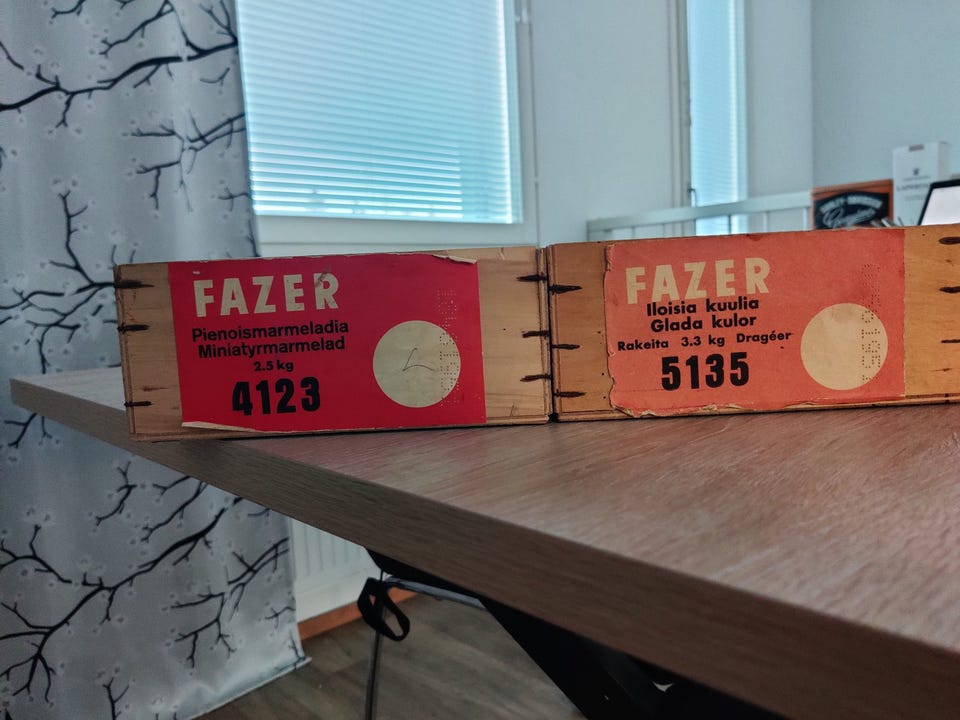 FAZER
Pienoismarmeladia
Miniatyrmarmelad
2.5 kg
4123
FAZER
Iloisia kuulia
Glada kulor
Rakeita 3.3 kg Dragéer
5135